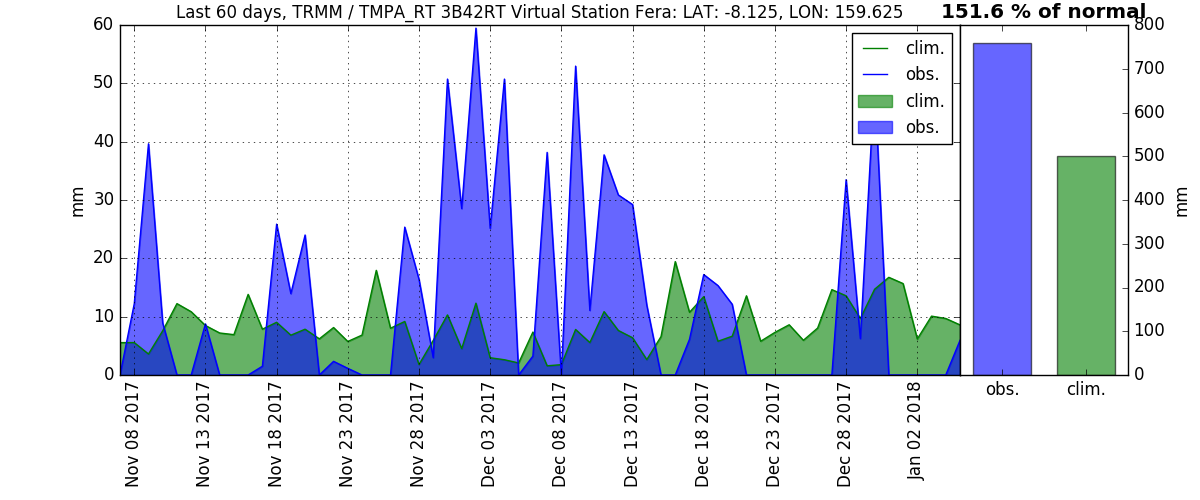 Last 60 days, TRMM / TMPA_RT 3B42RT Virtual Station Fera: LAT: -8.125, LON: 159.625
151.6 % of normal
60
50
40
30
20
10
0
mm
clim.
obs.
clim.
obs.
Nov 08 2017
Nov 13 2017
Nov 18 2017
Nov 23 2017
Nov 28 2017
Dec 03 2017
Dec 08 2017
Dec 13 2017
Dec 18 2017
Dec 23 2017
Dec 28 2017
Jan 02 2018
800
700
600
500
400
300
200
100
0
mm
obs.
clim.